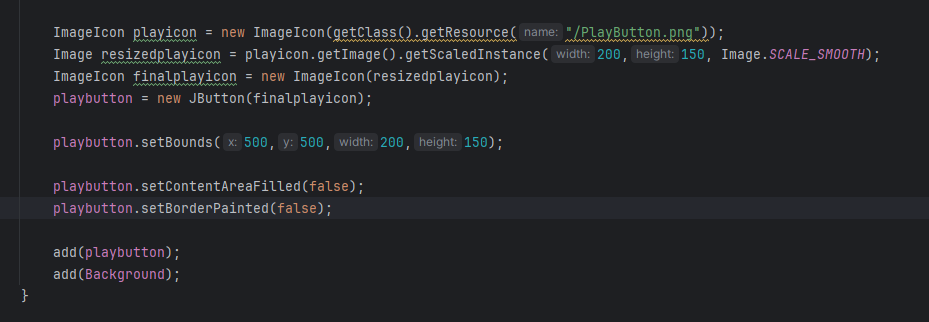 ImageIcon playicon = new ImageIcon(getClass().getResource( name: "/PlayButton.png"));
Image resizedplayicon = playicon.getImage().getScaledInstance( width: 200, height: 150, Image.SCALE_SMOOTH);
ImageIcon finalplayicon = new ImageIcon(resizedplayicon);
playbutton = new JButton(finalplayicon);
playbutton.setBounds( x: 500, y: 500, width: 200, height: 150);
playbutton.setContentAreaFilled(false);
playbutton.setBorderPainted(false);
add(playbutton);
add(Background);
}